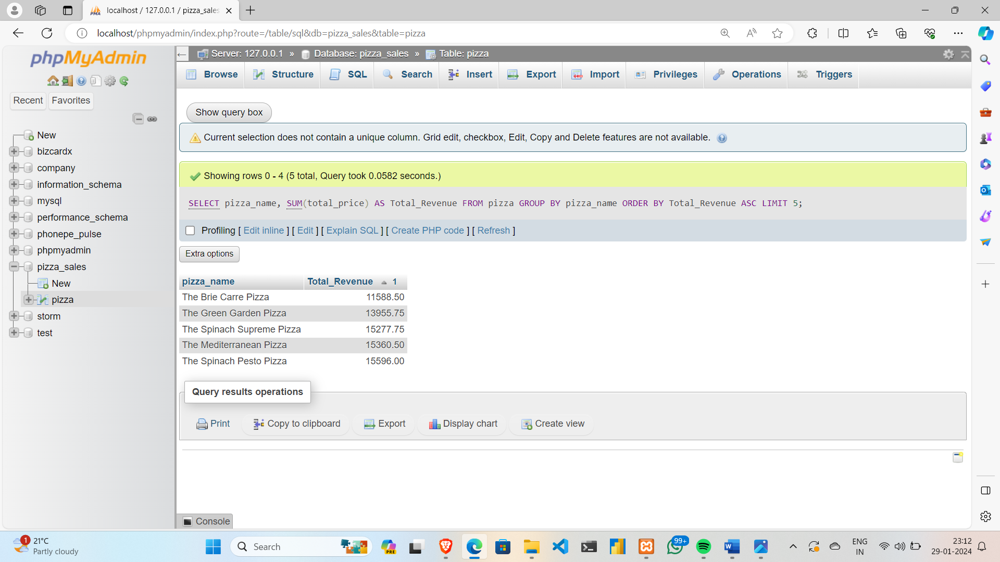 localhost / 127.0.0.1 / pizza_sales
localhost/phpmyadmin/index.php?route=/table/sql&db=pizza_sales&table=pizza
phpMyAdmin
Recent
Favorites
New
bizcardx
company
information_schema
mysql
performance_schema
phonepe_pulse
phpmyadmin
pizza_sales
New
pizza
storm
test
Server: 127.0.0.1 » Database: pizza_sales » Table: pizza
Browse Structure SQL Search Insert Export Import Privileges Operations Triggers
Show query box
Current selection does not contain a unique column. Grid edit, checkbox, Edit, Copy and Delete features are not available.
Showing rows 0 - 4 (5 total, Query took 0.0582 seconds.)
SELECT pizza_name, SUM(total_price) AS Total_Revenue FROM pizza GROUP BY pizza_name ORDER BY Total_Revenue ASC LIMIT 5;
Profiling [ Edit inline ] [ Edit ] [ Explain SQL ] [ Create PHP code ] [ Refresh ]
Extra options
pizza_name Total_Revenue 1
The Brie Carre Pizza 11588.50
The Green Garden Pizza 13955.75
The Spinach Supreme Pizza 15277.75
The Mediterranean Pizza 15360.50
The Spinach Pesto Pizza 15596.00
Query results operations
Print Copy to clipboard Export Display chart Create view
Console
1
21°C
Partly cloudy
Search
PRE
99+
ENG
IN
23:12
29-01-2024